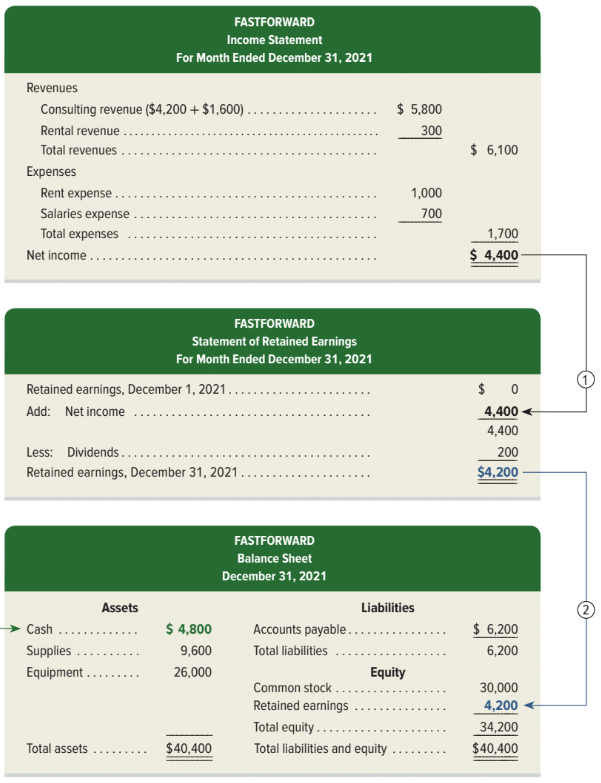 FASTFORWARD
Income Statement
For Month Ended December 31, 2021
Revenues
Consulting revenue ($4,200 + $1,600) ..................... $ 5,800
Rental revenue ........................................ 300
Total revenues ........................................ $ 6,100
Expenses
Rent expense ........................................ 1,000
Salaries expense ...................................... 700
Total expenses ....................................... 1,700
Net income ............................................ $ 4,400
FASTFORWARD
Statement of Retained Earnings
For Month Ended December 31, 2021
1
Retained earnings, December 1, 2021 ....................... $ 0
Add: Net income ..................................... 4,400
4,400
Less: Dividends ....................................... 200
Retained earnings, December 31, 2021 ..................... $4,200
FASTFORWARD
Balance Sheet
December 31, 2021
Assets Liabilities
2
Cash ............. $ 4,800 Accounts payable ................ $ 6,200
Supplies .......... 9,600 Total liabilities .................. 6,200
Equipment ......... 26,000 Equity
Common stock .................. 30,000
Retained earnings ............... 4,200
Total equity ..................... 34,200
Total assets ......... $40,400 Total liabilities and equity ......... $40,400